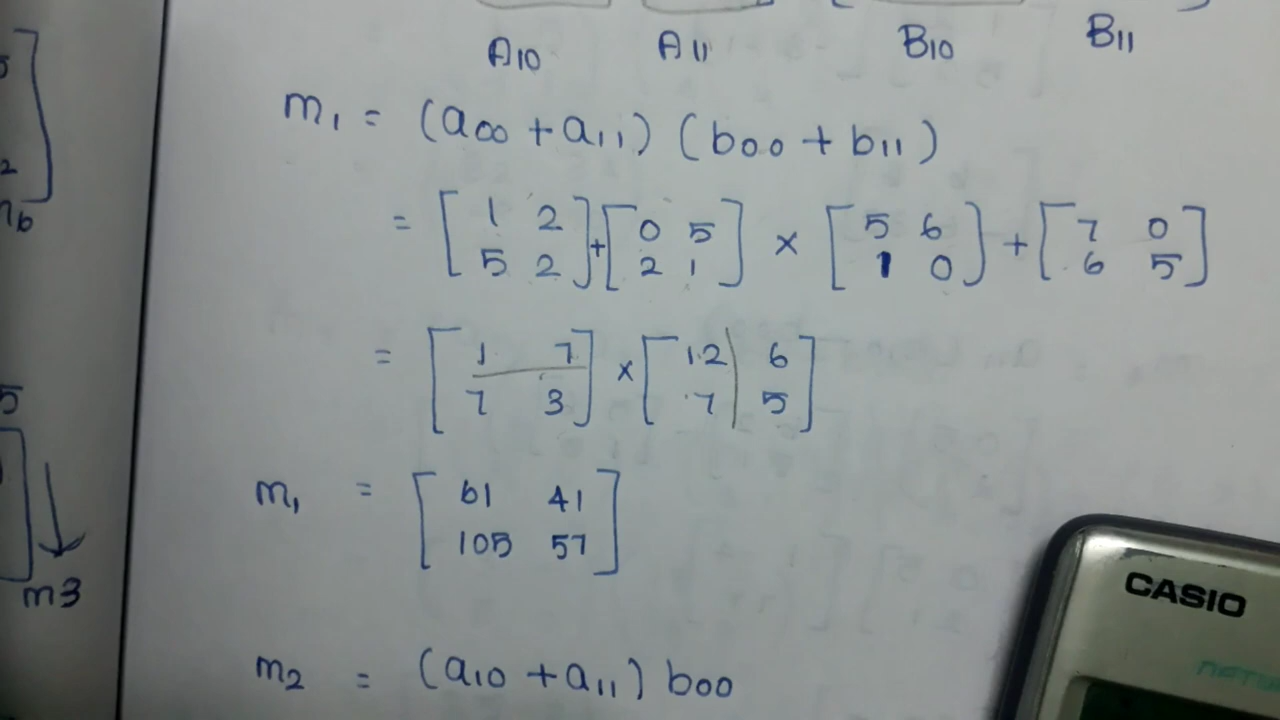 A10 A11 B10 B11
m1 = (a00 + a11) (b00 + b11)
= [ 1 2 ] + [ 0 5 ] × [ 5 6 ] + [ 7 0 ]
[ 5 2 ] [ 2 1 ] [ 1 0 ] [ 6 5 ]
= [ 1 7 ] × [ 12 6 ]
[ 7 3 ] [ 7 5 ]
m1 = [ 61 41 ]
[ 105 57 ]
m2 = (a10 + a11) b00
m3
CASIO